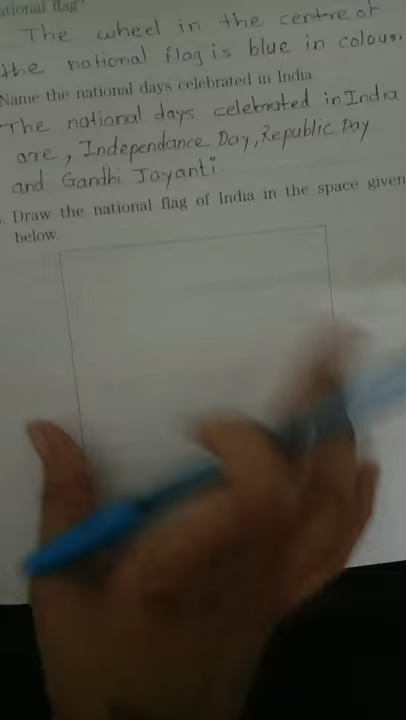 ational flag"
The wheel in the centre of
the national flag is blue in colour.
Name the national days celebrated in India
The national days celebrated in India
are, Independance Day, Republic Day
and Gandhi Jayanti.
. Draw the national flag of India in the space given
below.